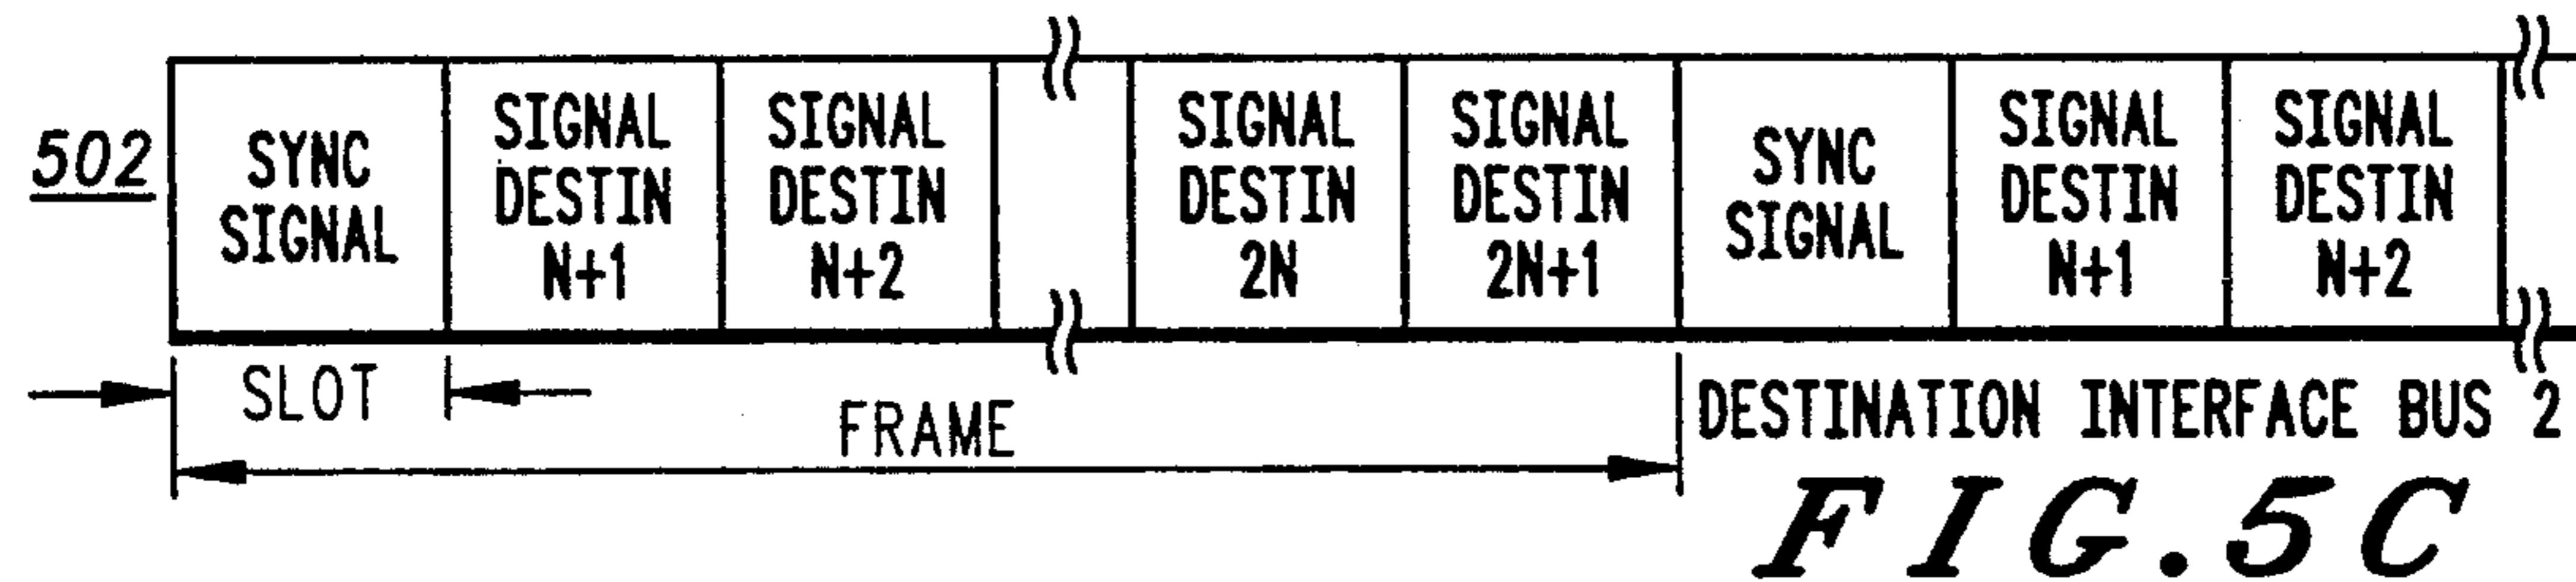 502
SYNC
SIGNAL
SIGNAL
DESTIN
N+1
SIGNAL
DESTIN
N+2
SIGNAL
DESTIN
2N
SIGNAL
DESTIN
2N+1
SYNC
SIGNAL
SIGNAL
DESTIN
N+1
SIGNAL
DESTIN
N+2
SLOT
FRAME
DESTINATION INTERFACE BUS 2
FIG.5C